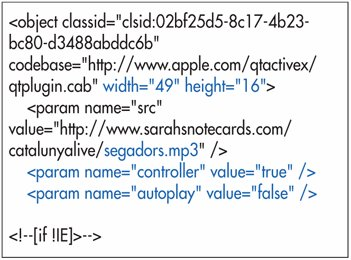 <object classid="clsid:02bf25d5-8c17-4b23-
bc80-d3488abddc6b"
codebase="http://www.apple.com/qtactivex/
qtplugin.cab" width="49" height="16">
<param name="src"
value="http://www.sarahsnotecards.com/
catalunyalive/segadors.mp3" />
<param name="controller" value="true" />
<param name="autoplay" value="false" />
<!--[if !IE]>-->